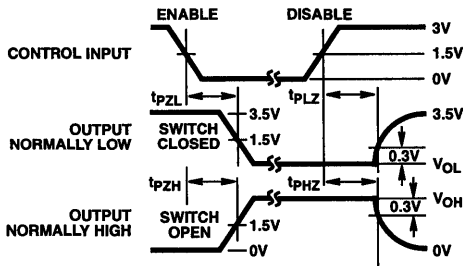 ENABLE DISABLE
CONTROL INPUT
3V
1.5V
0V
tPZL tPLZ
OUTPUT NORMALLY LOW
SWITCH CLOSED
3.5V
1.5V
3.5V
0.3V
VOL
tPZH tPHZ
VOH
0.3V
OUTPUT NORMALLY HIGH
SWITCH OPEN
1.5V
0V
0V